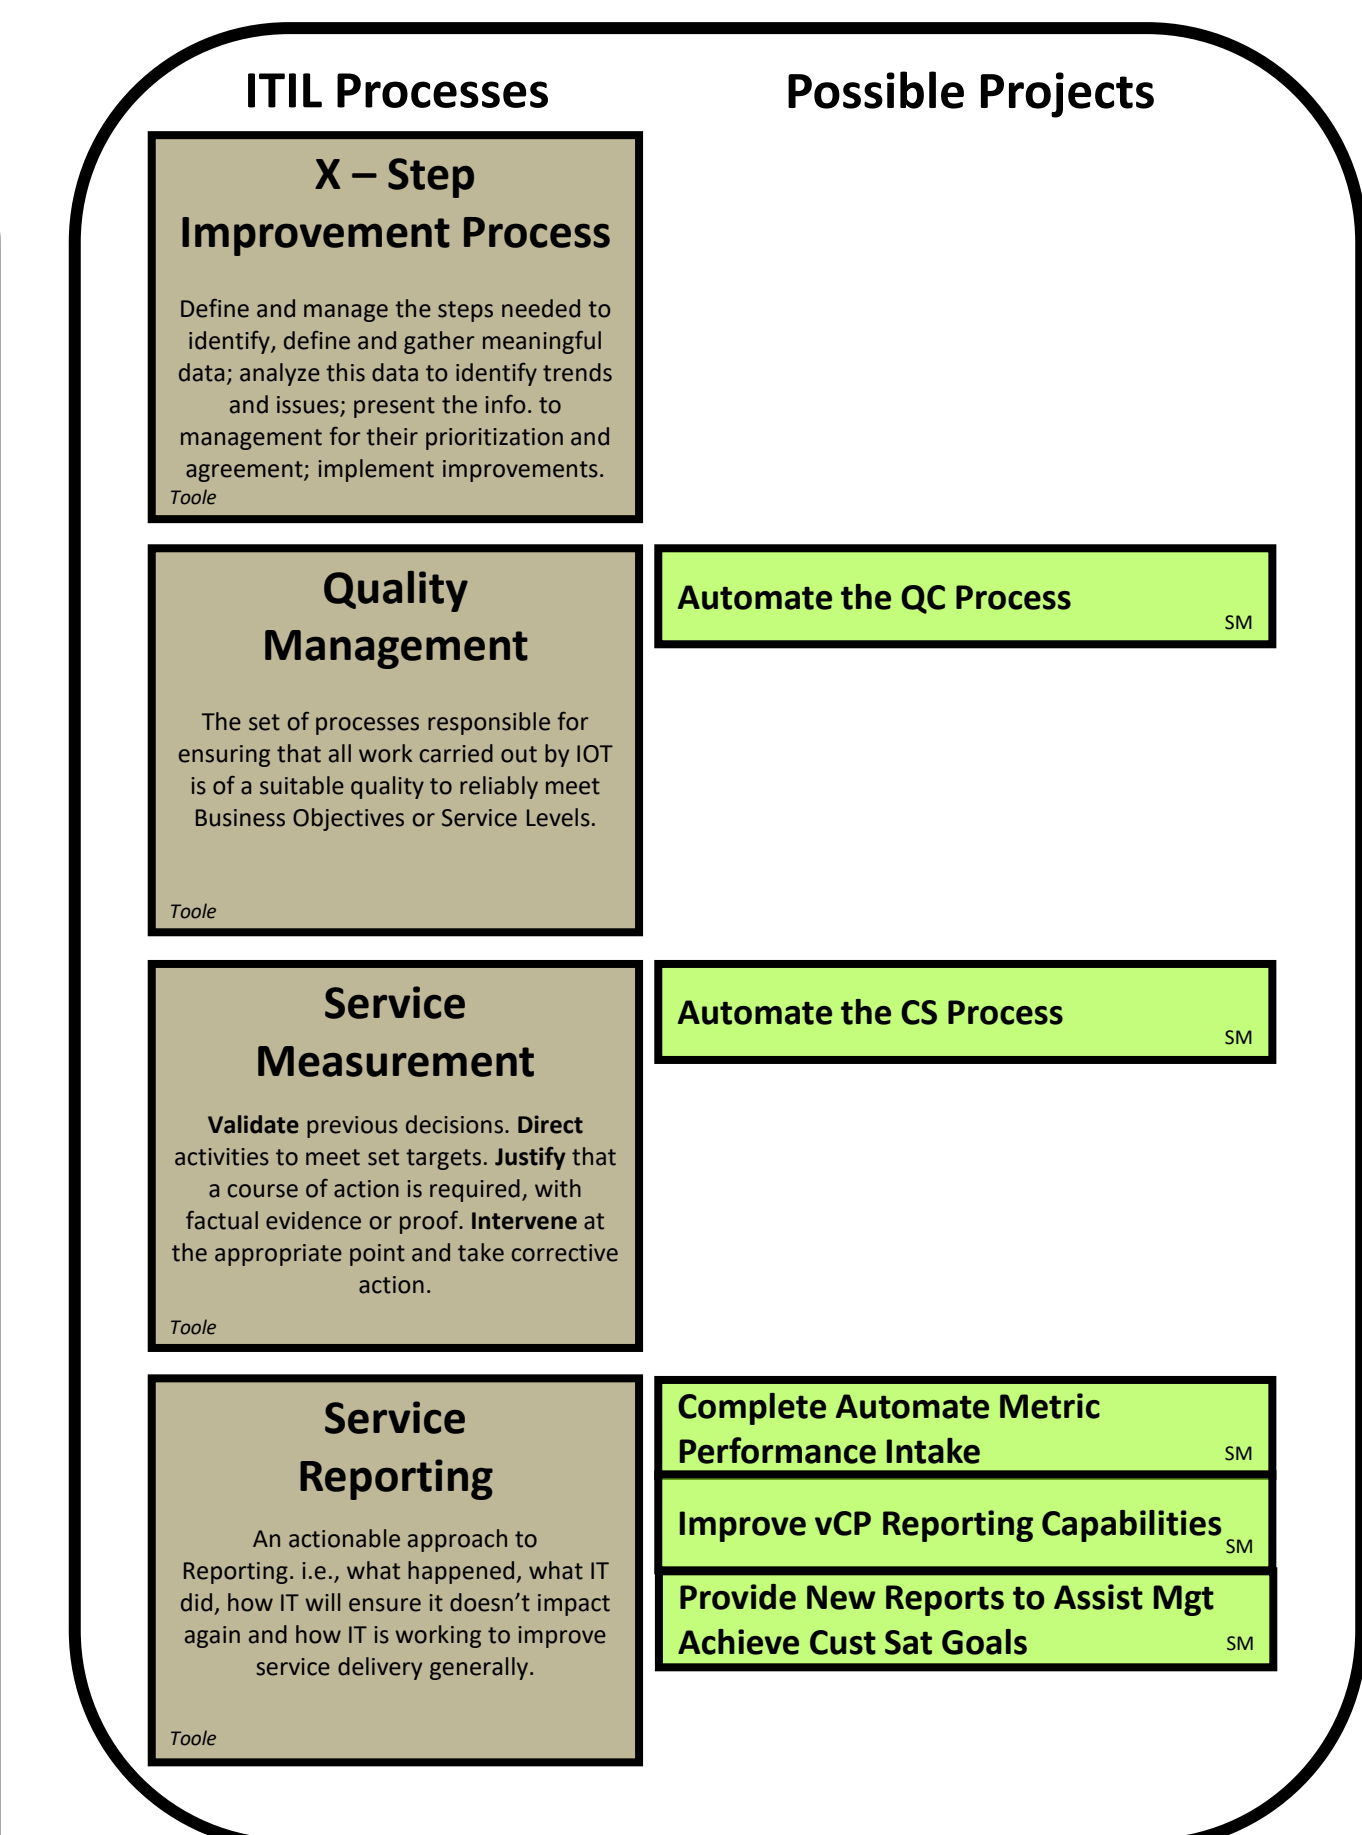 ITIL Processes
Possible Projects
X – Step
Improvement Process
Define and manage the steps needed to
identify, define and gather meaningful
data; analyze this data to identify trends
and issues; present the info. to
management for their prioritization and
agreement; implement improvements.
Toole
Quality
Management
The set of processes responsible for
ensuring that all work carried out by IOT
is of a suitable quality to reliably meet
Business Objectives or Service Levels.
Toole
Automate the QC Process
SM
Service
Measurement
Validate previous decisions. Direct
activities to meet set targets. Justify that
a course of action is required, with
factual evidence or proof. Intervene at
the appropriate point and take corrective
action.
Toole
Automate the CS Process
SM
Service
Reporting
An actionable approach to
Reporting. i.e., what happened, what IT
did, how IT will ensure it doesn’t impact
again and how IT is working to improve
service delivery generally.
Toole
Complete Automate Metric
Performance Intake
SM
Improve vCP Reporting Capabilities
SM
Provide New Reports to Assist Mgt
Achieve Cust Sat Goals
SM